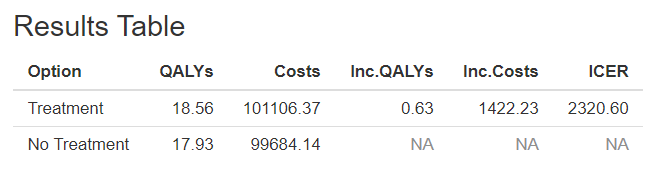 Results Table
Option QALYs Costs Inc.QALYs Inc.Costs ICER
Treatment 18.56 101106.37 0.63 1422.23 2320.60
No Treatment 17.93 99684.14 NA NA NA